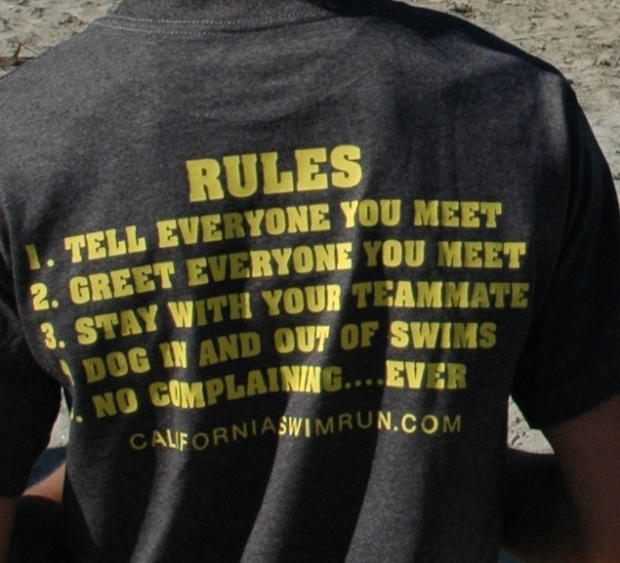 RULES
1. TELL EVERYONE YOU MEET
2. GREET EVERYONE YOU MEET
3. STAY WITH YOUR TEAMMATE
DOG IN AND OUT OF SWIMS
. NO COMPLAINING....EVER
CALIFORNIASWIMRUN.COM